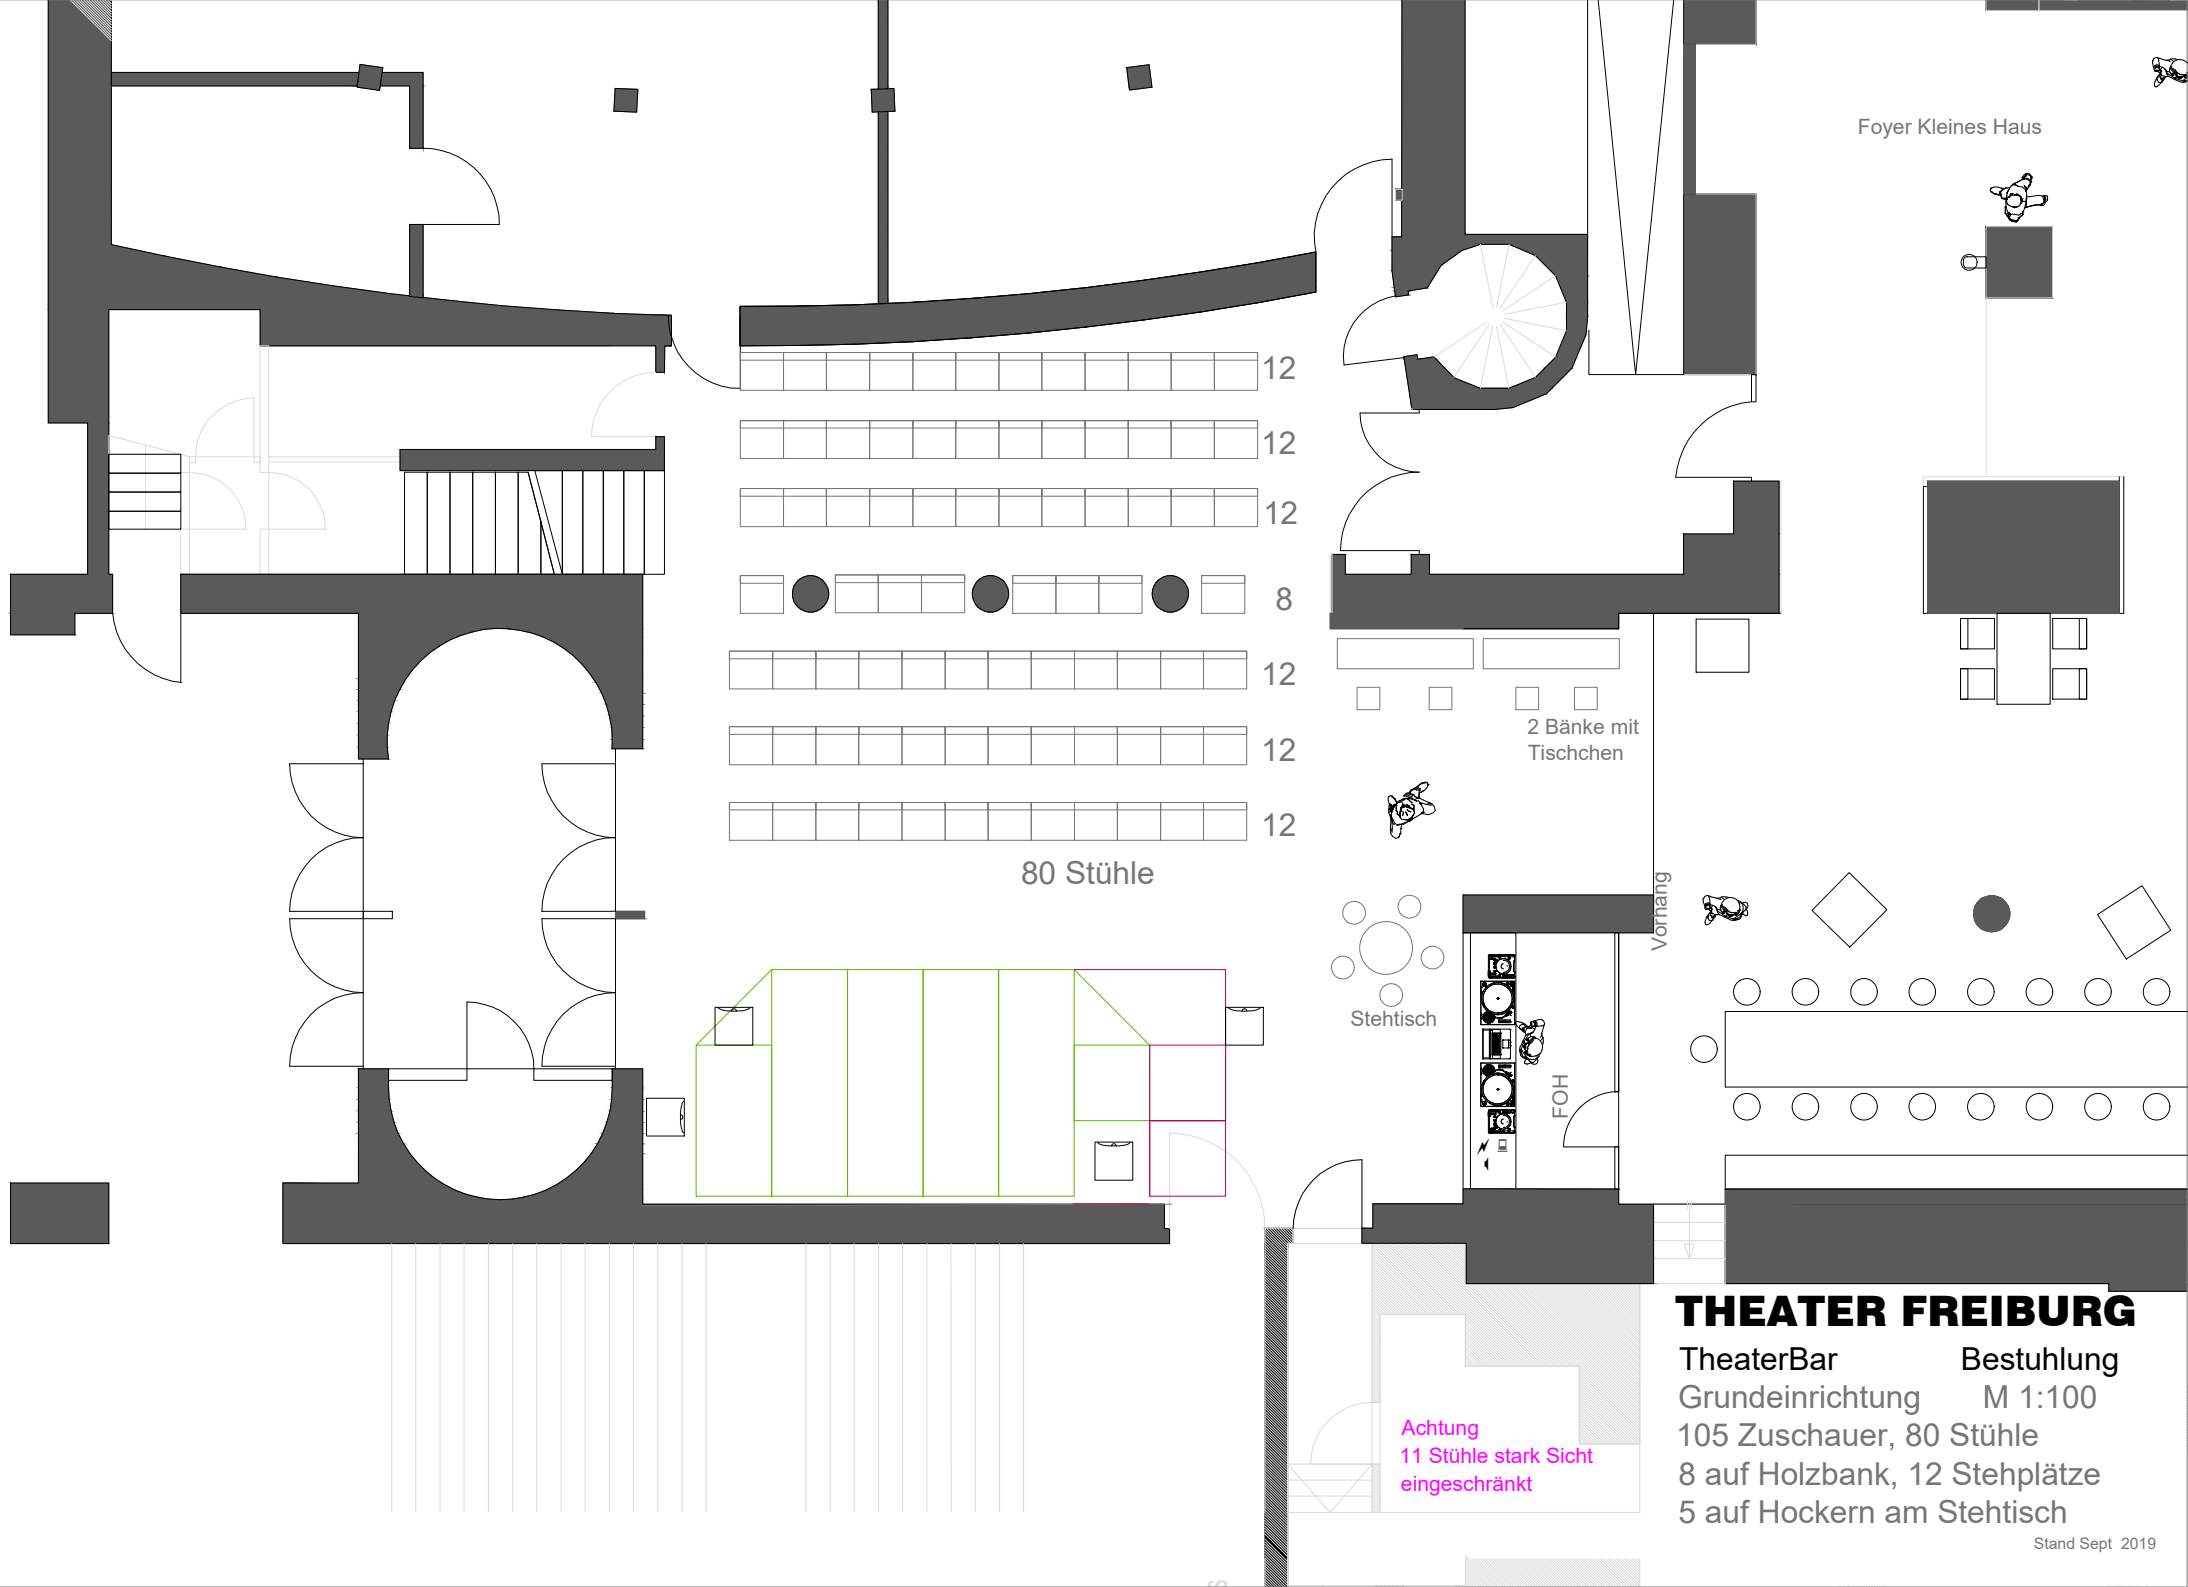 Foyer Kleines Haus
12
12
12
8
12
12
12
80 Stühle
2 Bänke mit
Tischchen
Vorhang
Stehtisch
FOH
THEATER FREIBURG
TheaterBar Bestuhlung
Grundeinrichtung M 1:100
105 Zuschauer, 80 Stühle
8 auf Holzbank, 12 Stehplätze
5 auf Hockern am Stehtisch
Stand Sept 2019
Achtung
11 Stühle stark Sicht
eingeschränkt